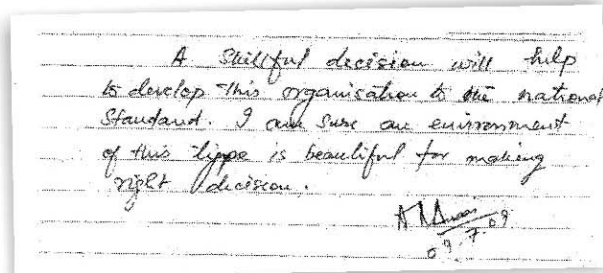 A Skillful decision will help
to develop this organisation to the national
Standard. I am sure an environment
of this type is beautiful for making
right decision.
09.7.09